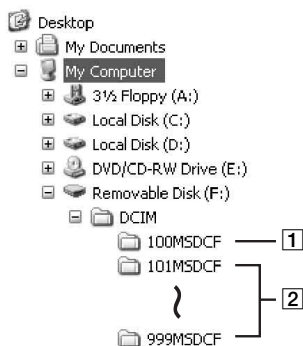 Desktop
My Documents
My Computer
3½ Floppy (A:)
Local Disk (C:)
Local Disk (D:)
DVD/CD-RW Drive (E:)
Removable Disk (F:)
DCIM
100MSDCF 1
101MSDCF
2
999MSDCF